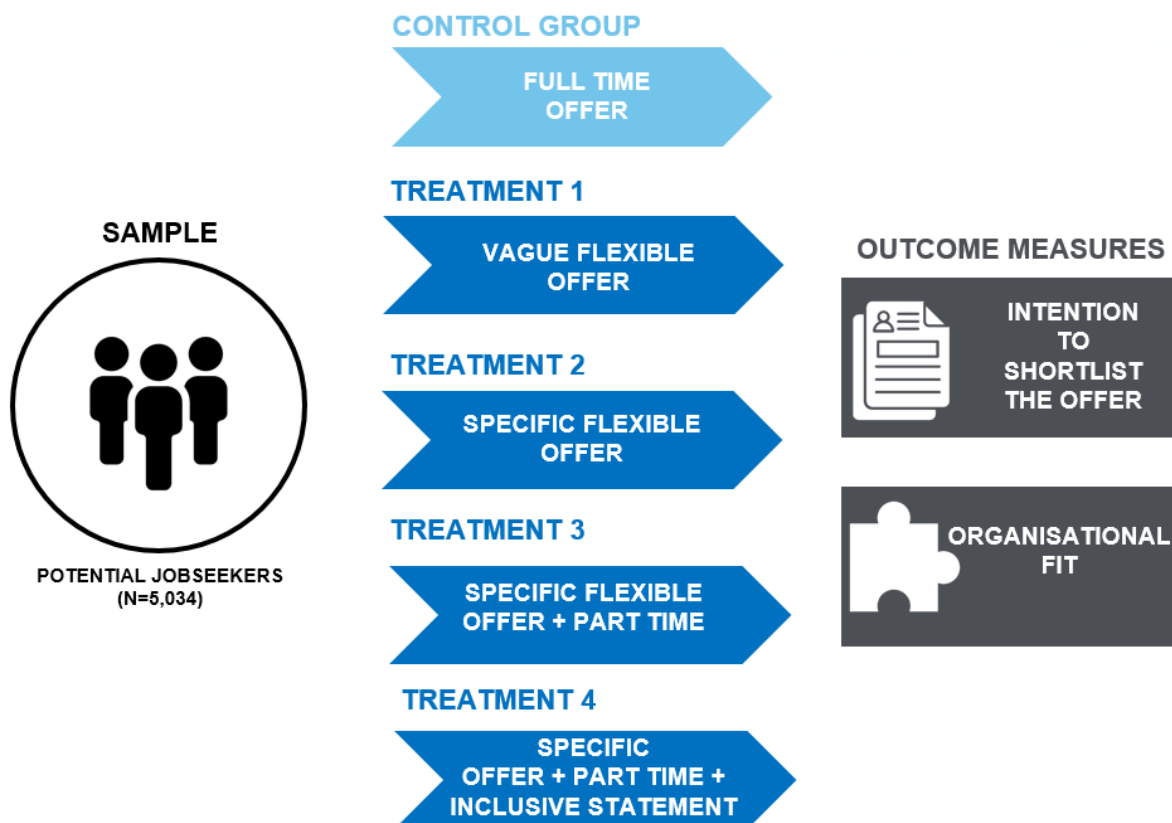 CONTROL GROUP
FULL TIME
OFFER
TREATMENT 1
VAGUE FLEXIBLE
OFFER
TREATMENT 2
SPECIFIC FLEXIBLE
OFFER
TREATMENT 3
SPECIFIC FLEXIBLE
OFFER + PART TIME
TREATMENT 4
SPECIFIC
OFFER + PART TIME +
INCLUSIVE STATEMENT
SAMPLE
POTENTIAL JOBSEEKERS
(N=5,034)
OUTCOME MEASURES
INTENTION
TO
SHORTLIST
THE OFFER
ORGANISATIONAL
FIT